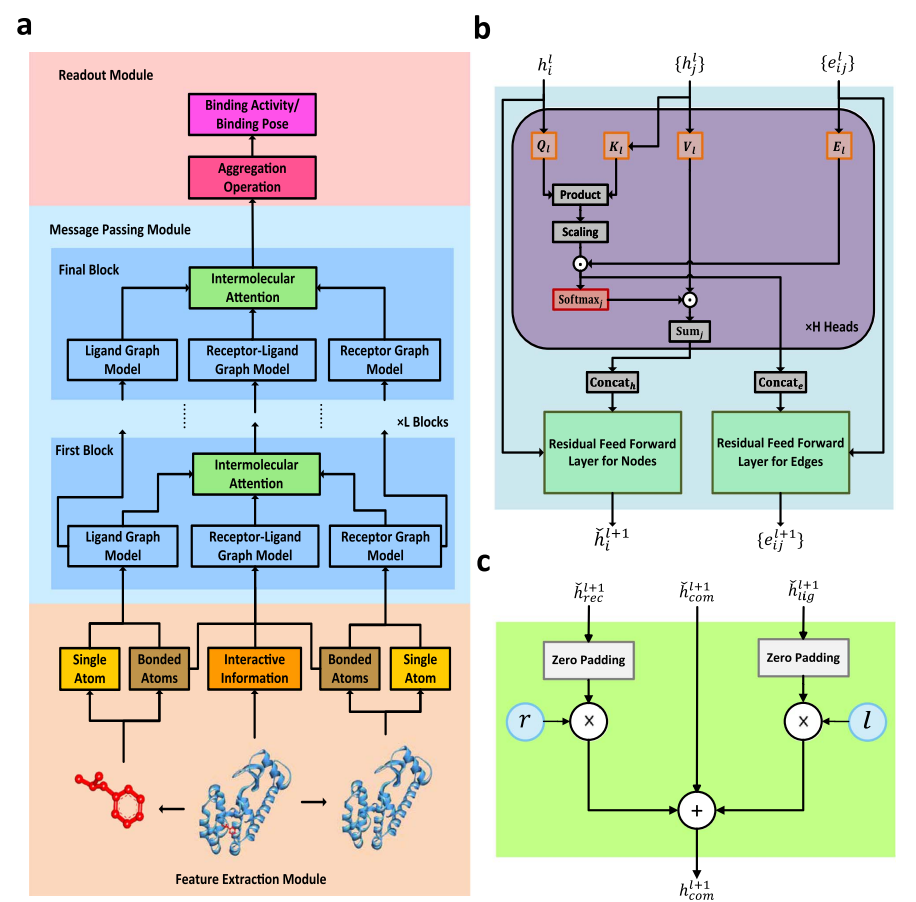 a
Readout Module
Binding Activity/
Binding Pose
Aggregation
Operation
Message Passing Module
Final Block
Intermolecular
Attention
Ligand Graph
Model
Receptor-Ligand
Graph Model
Receptor Graph
Model
×L Blocks
First Block
Intermolecular
Attention
Ligand Graph
Model
Receptor-Ligand
Graph Model
Receptor Graph
Model
Single
Atom
Bonded
Atoms
Interactive
Information
Bonded
Atoms
Single
Atom
Feature Extraction Module
b
$h_i^l$
$\{h_j^l\}$
$\{e_{ij}^l\}$
$Q_l$
$K_l$
$V_l$
$E_l$
Product
Scaling
$\text{Softmax}_j$
$\text{Sum}_j$
×H Heads
$\text{Concat}_h$
$\text{Concat}_e$
Residual Feed Forward
Layer for Nodes
Residual Feed Forward
Layer for Edges
$\check{h}_i^{l+1}$
$\{e_{ij}^{l+1}\}$
c
$\check{h}_{rec}^{l+1}$
$\check{h}_{com}^{l+1}$
$\check{h}_{lig}^{l+1}$
Zero Padding
Zero Padding
r
×
×
l
+
$h_{com}^{l+1}$